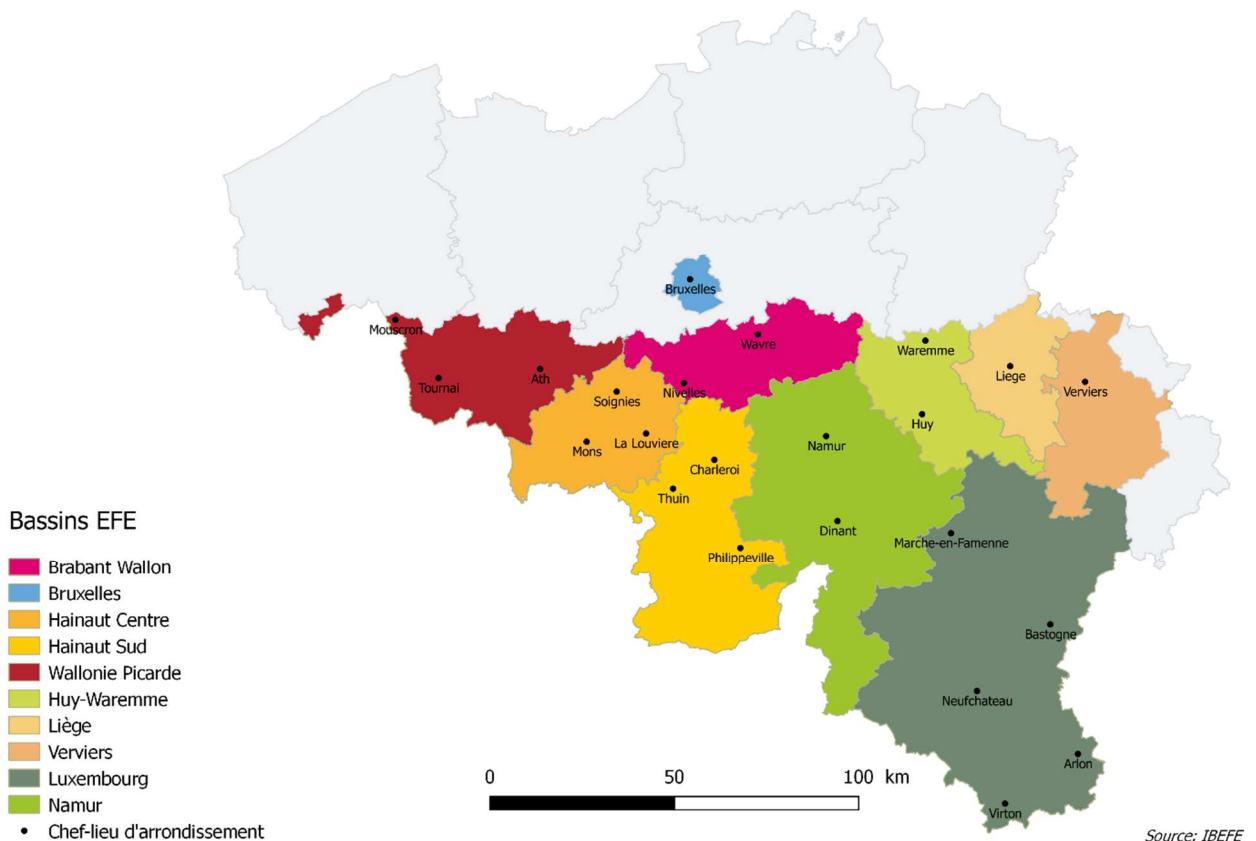 Bruxelles
Mouscron
Wavre
Waremme
Tournai
Ath
Nivelles
Liege
Verviers
Soignies
Huy
Mons
La Louviere
Namur
Charleroi
Thuin
Dinant
Marche-en-Famenne
Philippeville
Bastogne
Neufchateau
Arlon
Virton
Bassins EFE
Brabant Wallon
Bruxelles
Hainaut Centre
Hainaut Sud
Wallonie Picarde
Huy-Waremme
Liège
Verviers
Luxembourg
Namur
Chef-lieu d'arrondissement
0 50 100 km
Source: IBEFE